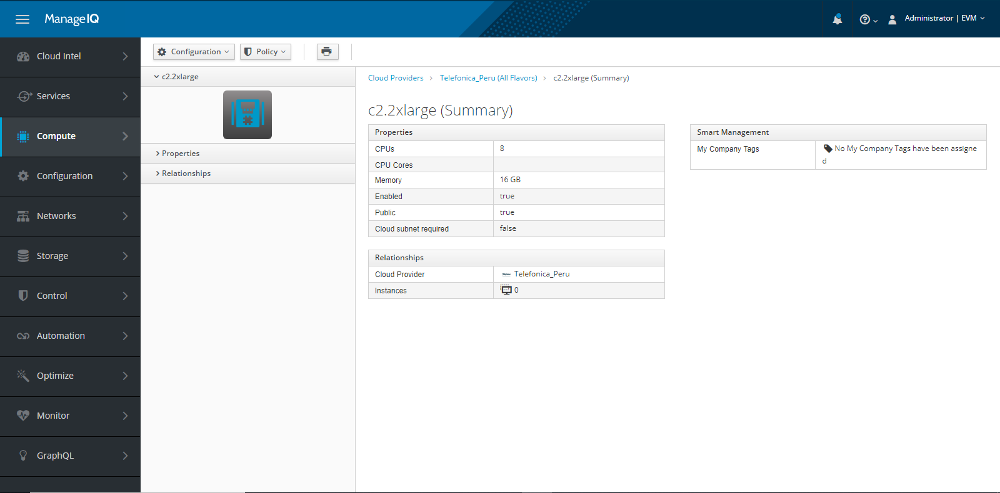 ManageIQ
Administrator | EVM
Cloud Intel
Services
Compute
Configuration
Networks
Storage
Control
Automation
Optimize
Monitor
GraphQL
Configuration
Policy
c2.2xlarge
Properties
Relationships
Cloud Providers > Telefonica_Peru (All Flavors) > c2.2xlarge (Summary)
c2.2xlarge (Summary)
Properties
CPUs 8
CPU Cores
Memory 16 GB
Enabled true
Public true
Cloud subnet required false
Relationships
Cloud Provider Telefonica_Peru
Instances 0
Smart Management
My Company Tags No My Company Tags have been assigne
d